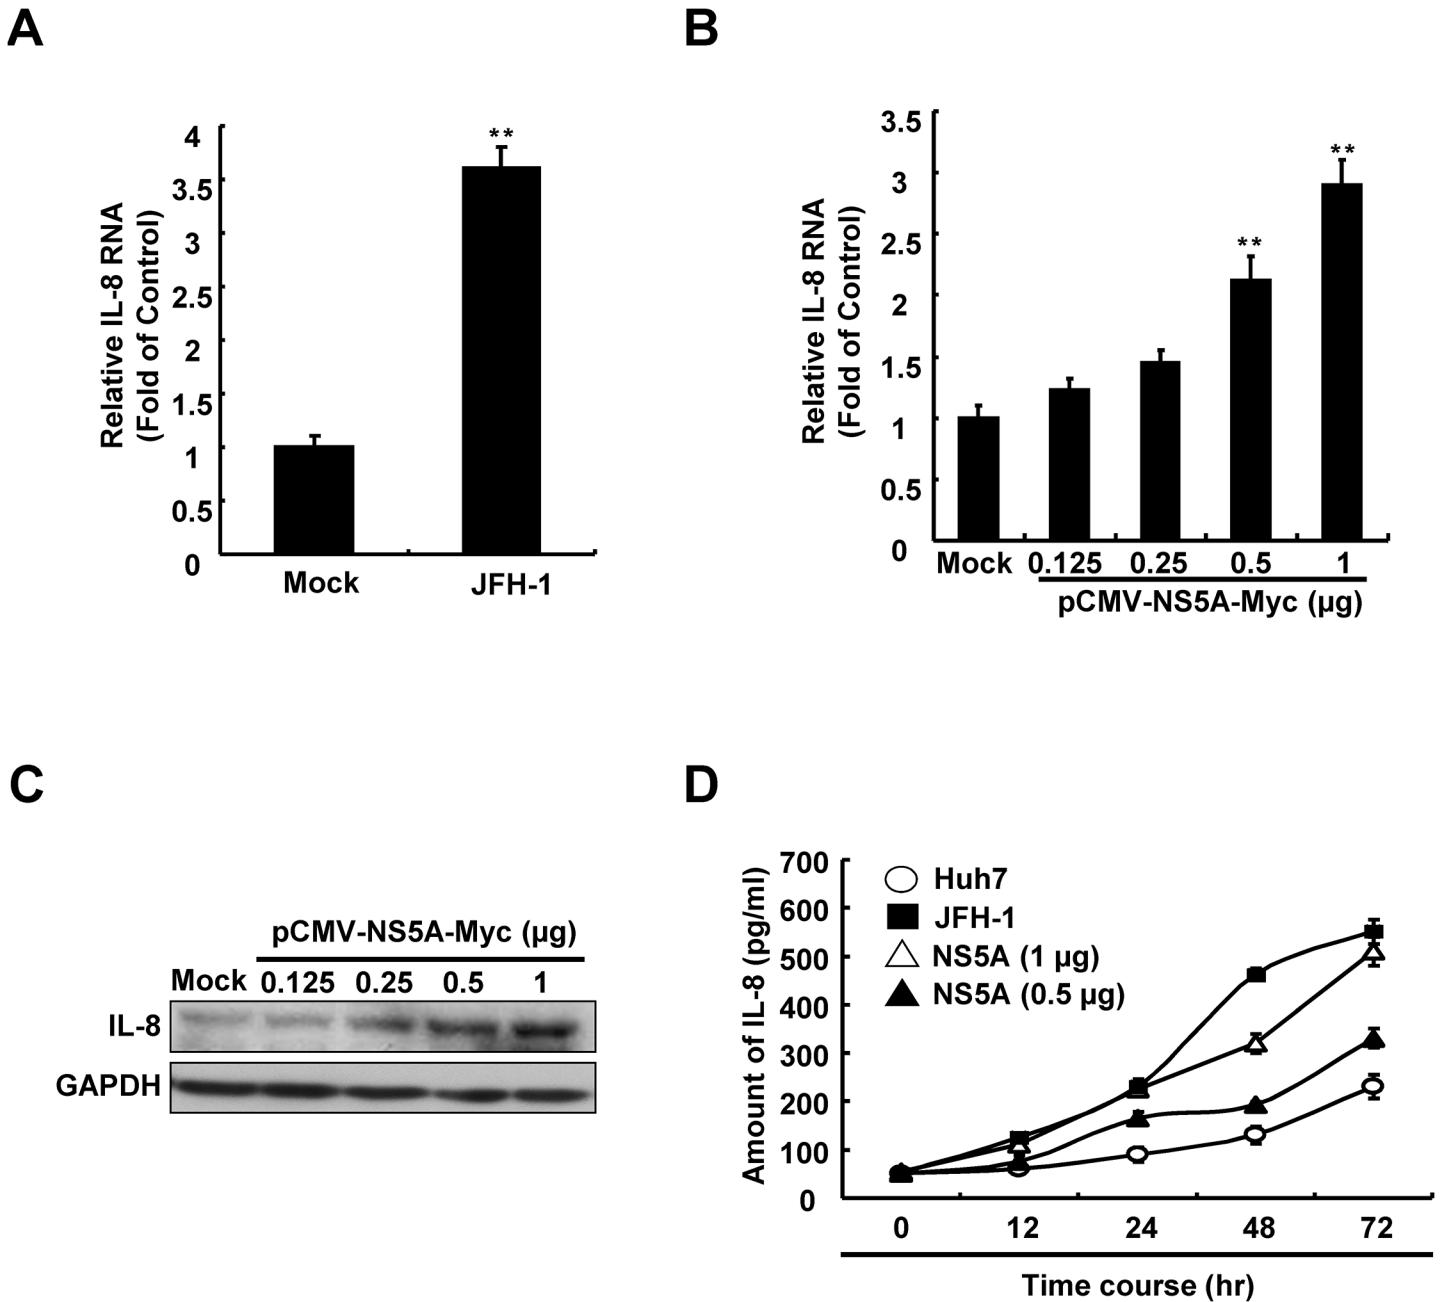 A
Relative IL-8 RNA
(Fold of Control)
4
3.5
3
2.5
2
1.5
1
0.5
0
**
Mock JFH-1
B
Relative IL-8 RNA
(Fold of Control)
3.5
3
2.5
2
1.5
1
0.5
0
**
**
Mock 0.125 0.25 0.5 1
pCMV-NS5A-Myc (µg)
C
pCMV-NS5A-Myc (µg)
Mock 0.125 0.25 0.5 1
IL-8
GAPDH
D
Amount of IL-8 (pg/ml)
700
600
500
400
300
200
100
0
Huh7
JFH-1
NS5A (1 µg)
NS5A (0.5 µg)
0 12 24 48 72
Time course (hr)